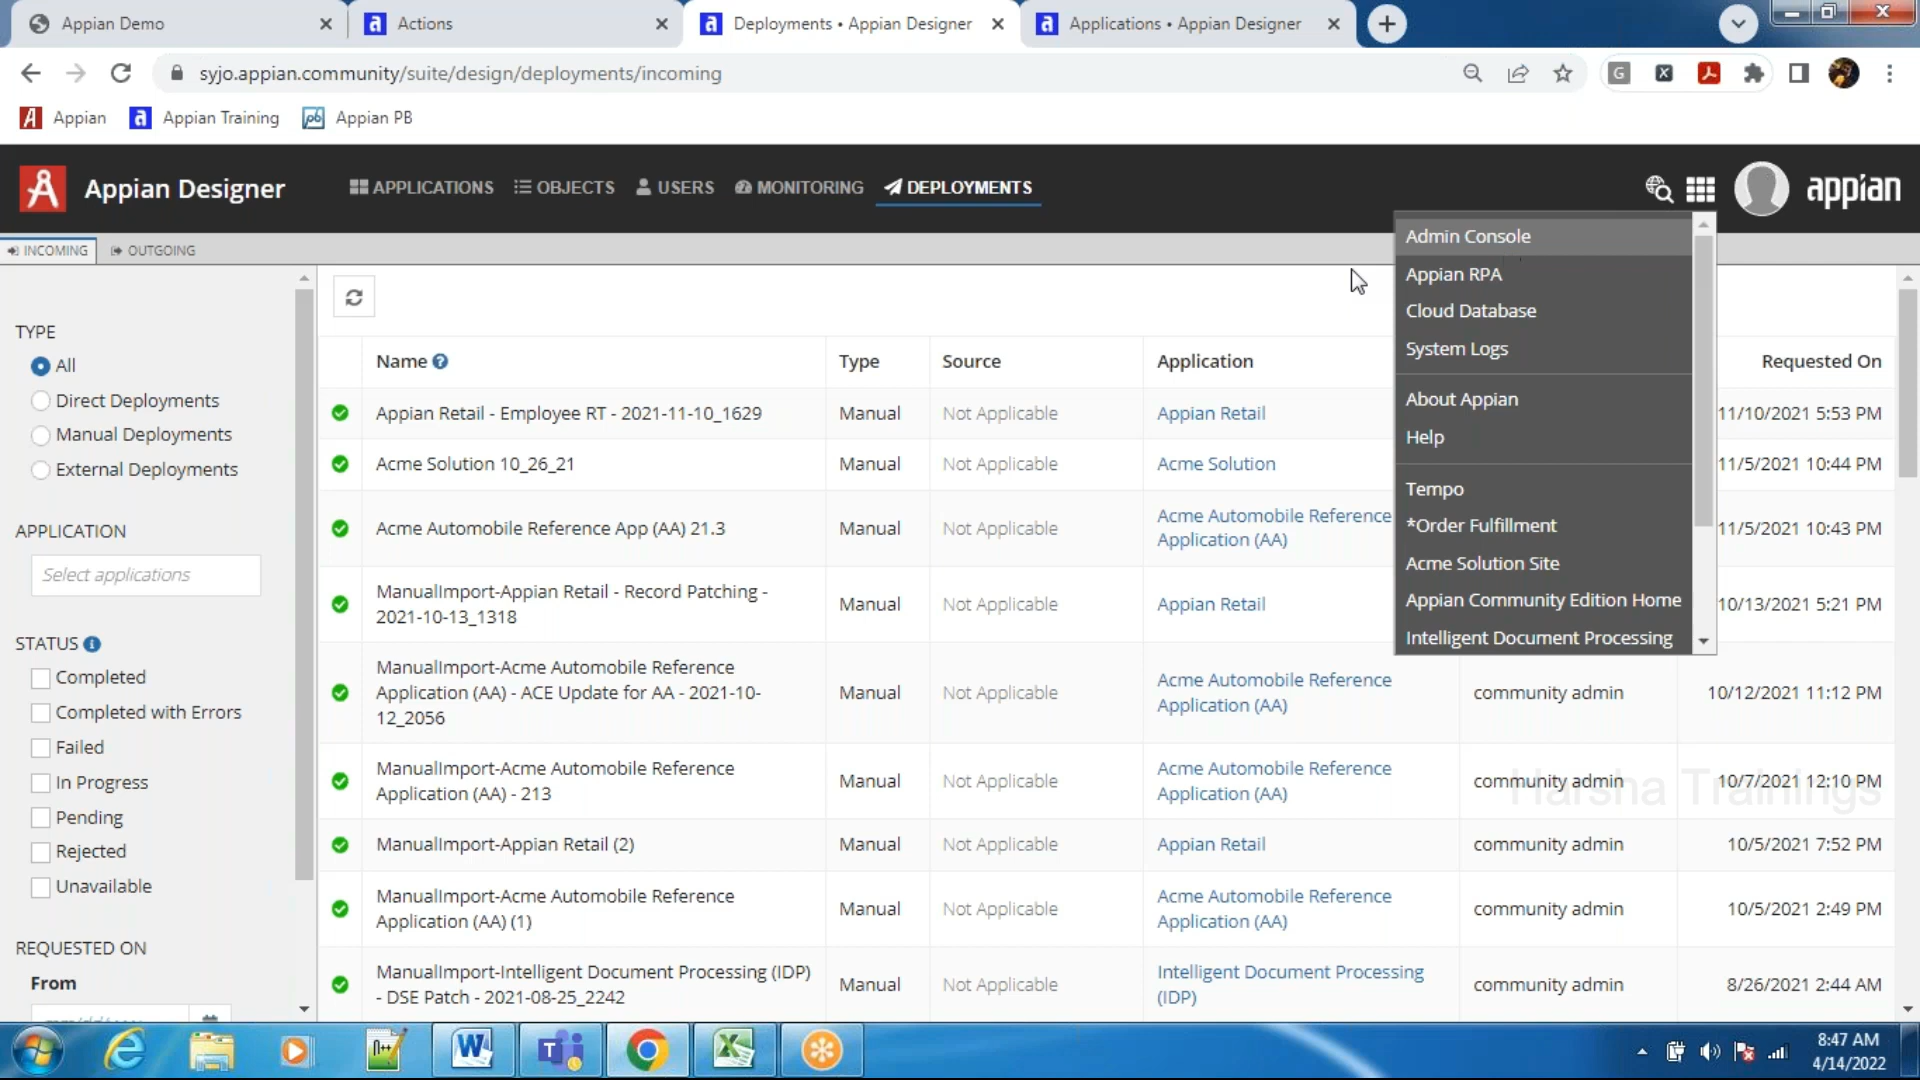 Appian Demo
Actions
Deployments • Appian Designer
Applications • Appian Designer
syjo.appian.community/suite/design/deployments/incoming
Appian
Appian Training
Appian PB
Appian Designer
APPLICATIONS
OBJECTS
USERS
MONITORING
DEPLOYMENTS
appian
INCOMING
OUTGOING
Admin Console
Appian RPA
Cloud Database
System Logs
About Appian
Help
Tempo
*Order Fulfillment
Acme Solution Site
Appian Community Edition Home
Intelligent Document Processing
TYPE
All
Direct Deployments
Manual Deployments
External Deployments
APPLICATION
Select applications
STATUS
Completed
Completed with Errors
Failed
In Progress
Pending
Rejected
Unavailable
REQUESTED ON
From
Name Type Source Application Requested On
Appian Retail - Employee RT - 2021-11-10_1629 Manual Not Applicable Appian Retail 11/10/2021 5:53 PM
Acme Solution 10_26_21 Manual Not Applicable Acme Solution 11/5/2021 10:44 PM
Acme Automobile Reference App (AA) 21.3 Manual Not Applicable Acme Automobile Reference 11/5/2021 10:43 PM
Application (AA)
ManualImport-Appian Retail - Record Patching -
2021-10-13_1318 Manual Not Applicable Appian Retail 10/13/2021 5:21 PM
ManualImport-Acme Automobile Reference
Application (AA) - ACE Update for AA - 2021-10-
12_2056 Manual Not Applicable Acme Automobile Reference
Application (AA) community admin 10/12/2021 11:12 PM
ManualImport-Acme Automobile Reference
Application (AA) - 213 Manual Not Applicable Acme Automobile Reference
Application (AA) community admin 10/7/2021 12:10 PM
Harsha Trainings
ManualImport-Appian Retail (2) Manual Not Applicable Appian Retail community admin 10/5/2021 7:52 PM
ManualImport-Acme Automobile Reference
Application (AA) (1) Manual Not Applicable Acme Automobile Reference
Application (AA) community admin 10/5/2021 2:49 PM
ManualImport-Intelligent Document Processing (IDP)
- DSE Patch - 2021-08-25_2242 Manual Not Applicable Intelligent Document Processing
(IDP) community admin 8/26/2021 2:44 AM
8:47 AM
4/14/2022